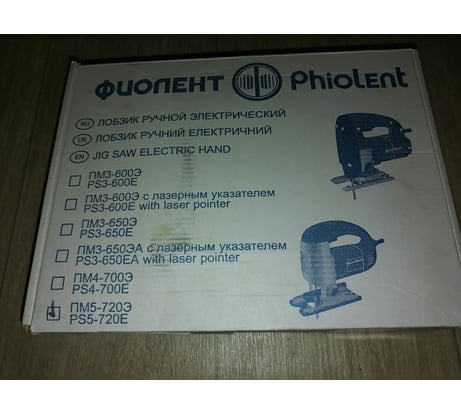 ФИОЛЕНТ Phiolent
RU ЛОБЗИК РУЧНОЙ ЭЛЕКТРИЧЕСКИЙ
UK ЛОБЗИК РУЧНИЙ ЕЛЕКТРИЧНИЙ
EN JIG SAW ELECTRIC HAND
ПМ3-600Э
PS3-600E
ПМ3-600Э с лазерным указателем
PS3-600E with laser pointer
ПМ3-650Э
PS3-650E
ПМ3-650ЭА с лазерным указателем
PS3-650EA with laser pointer
ПМ4-700Э
PS4-700E
ПМ5-720Э
PS5-720E